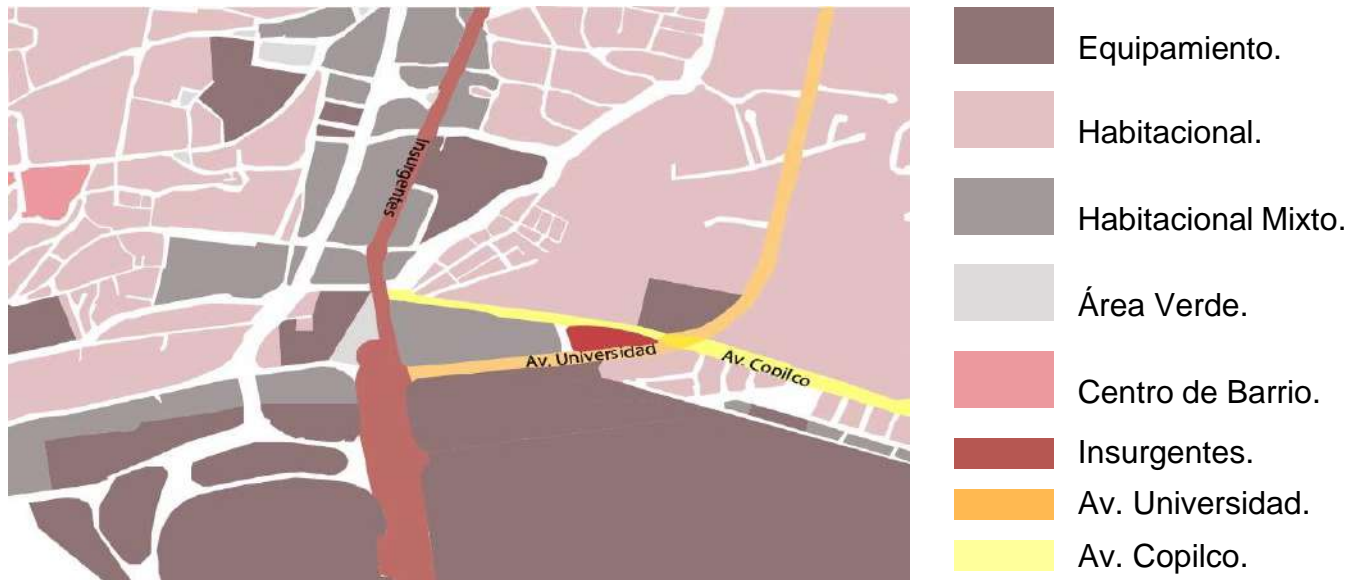 Insurgentes
Av. Universidad
Av. Copilco
Equipamiento.
Habitacional.
Habitacional Mixto.
Área Verde.
Centro de Barrio.
Insurgentes.
Av. Universidad.
Av. Copilco.